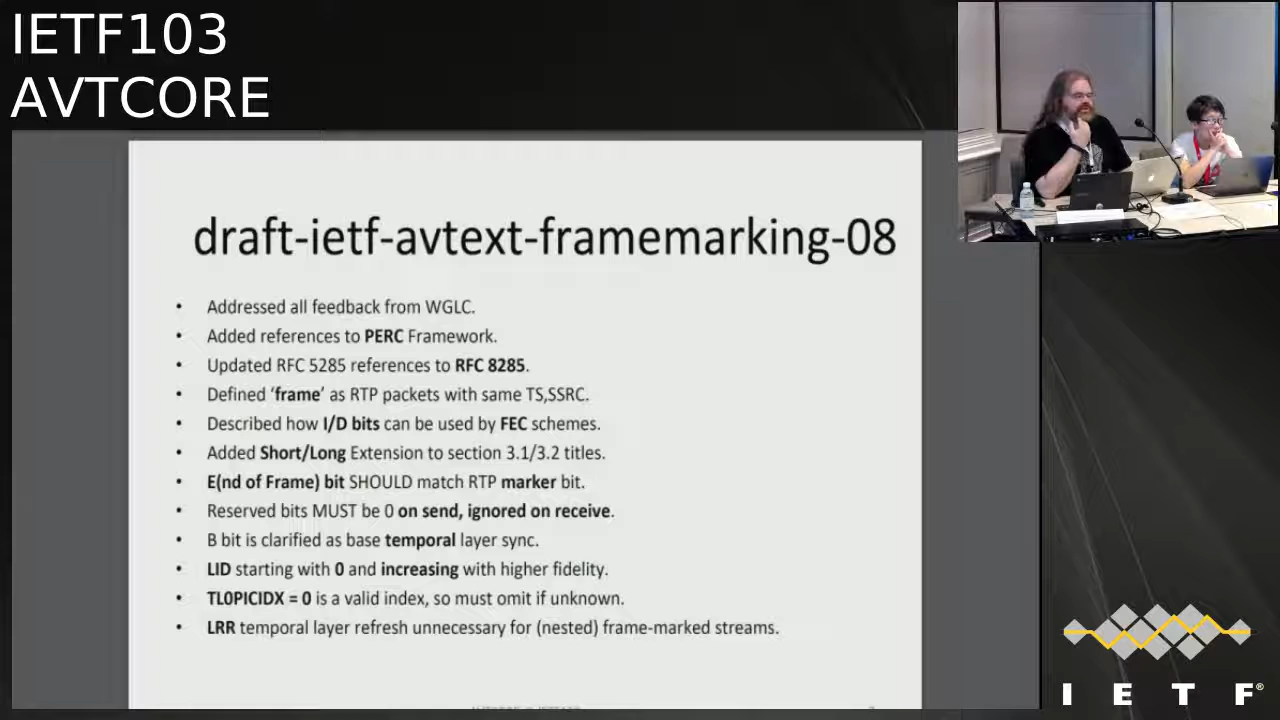 IETF103
AVTCORE
draft-ietf-avtext-framemarking-08
• Addressed all feedback from WGLC.
• Added references to PERC Framework.
• Updated RFC 5285 references to RFC 8285.
• Defined ‘frame’ as RTP packets with same TS,SSRC.
• Described how I/D bits can be used by FEC schemes.
• Added Short/Long Extension to section 3.1/3.2 titles.
• E(nd of Frame) bit SHOULD match RTP marker bit.
• Reserved bits MUST be 0 on send, ignored on receive.
• B bit is clarified as base temporal layer sync.
• LID starting with 0 and increasing with higher fidelity.
• TL0PICIDX = 0 is a valid index, so must omit if unknown.
• LRR temporal layer refresh unnecessary for (nested) frame-marked streams.
I E T F®